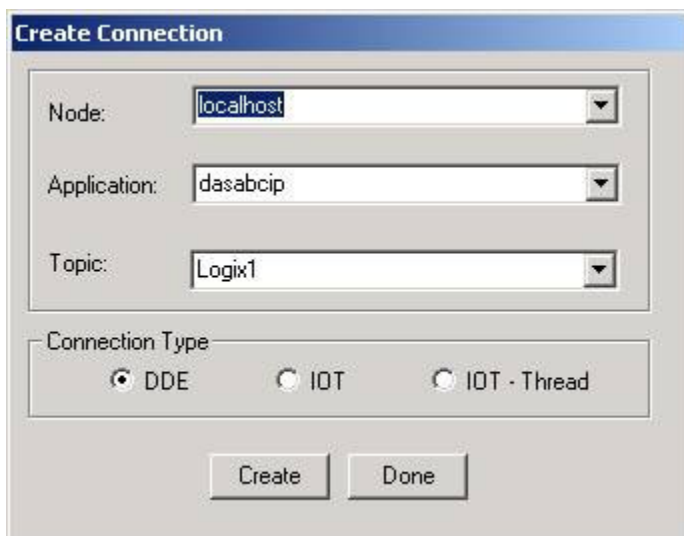 Create Connection
Node: localhost
Application: dasabcip
Topic: Logix1
Connection Type
DDE IOT IOT - Thread
Create Done